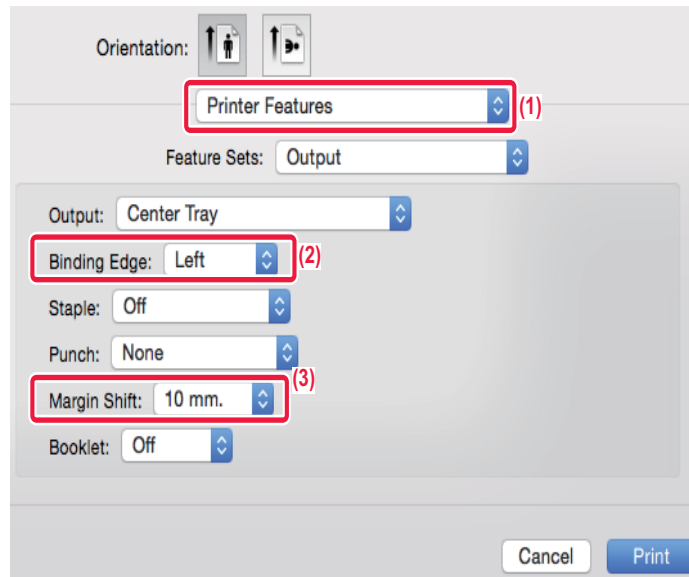 Orientation:
Printer Features (1)
Feature Sets: Output
Output: Center Tray
Binding Edge: Left (2)
Staple: Off
Punch: None
(3)
Margin Shift: 10 mm.
Booklet: Off
Cancel Print